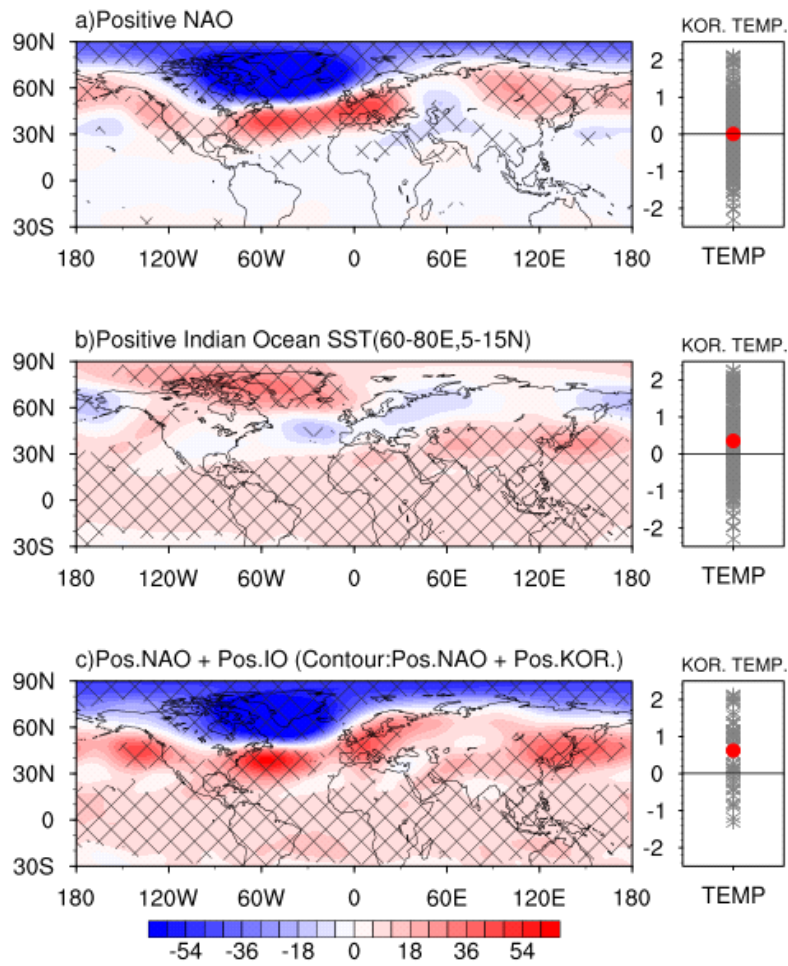 a)Positive NAO
KOR. TEMP.
90N
60N
30N
0
30S
180 120W 60W 0 60E 120E 180
2
1
0
-1
-2
TEMP
b)Positive Indian Ocean SST(60-80E,5-15N)
KOR. TEMP.
90N
60N
30N
0
30S
180 120W 60W 0 60E 120E 180
2
1
0
-1
-2
TEMP
c)Pos.NAO + Pos.IO (Contour:Pos.NAO + Pos.KOR.)
KOR. TEMP.
90N
60N
30N
0
30S
180 120W 60W 0 60E 120E 180
2
1
0
-1
-2
TEMP
-54 -36 -18 0 18 36 54